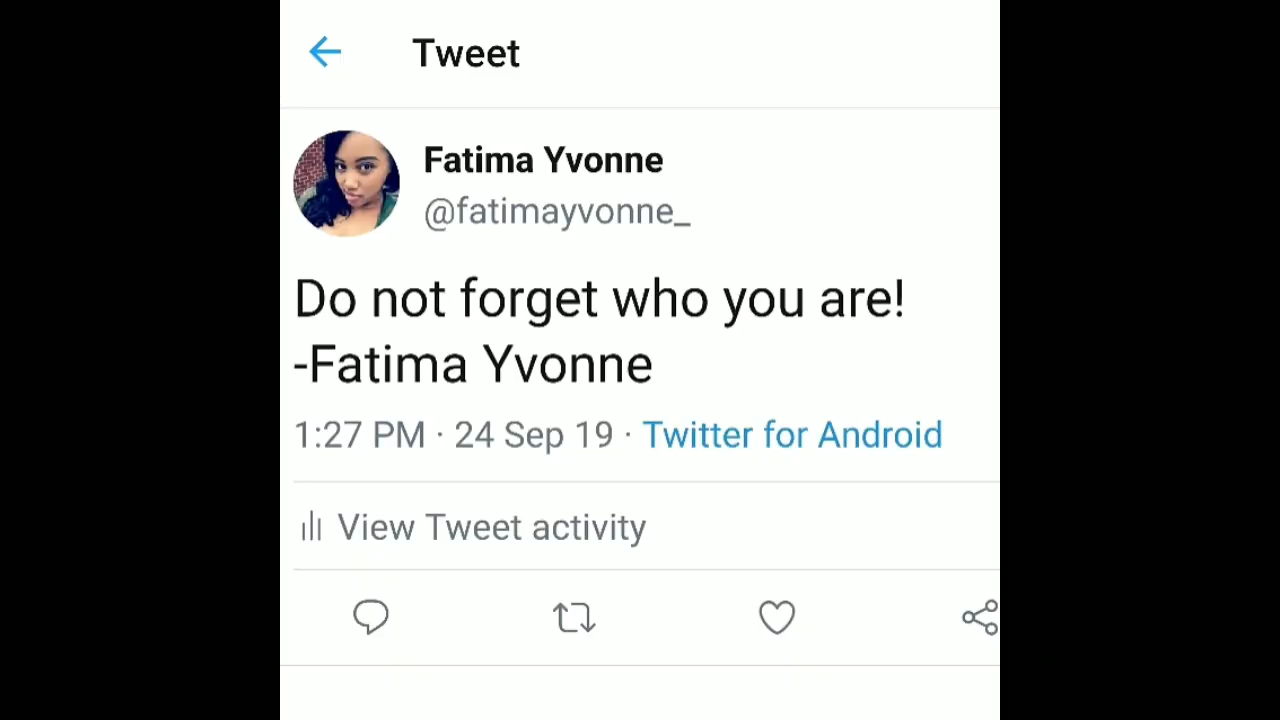 Tweet
Fatima Yvonne
@fatimayvonne_
Do not forget who you are!
-Fatima Yvonne
1:27 PM · 24 Sep 19 · Twitter for Android
View Tweet activity